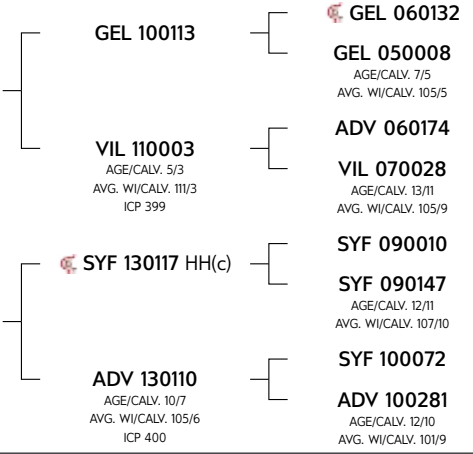 GEL 100113
GEL 060132
GEL 050008
AGE/CALV. 7/5
AVG. WI/CALV. 105/5
VIL 110003
AGE/CALV. 5/3
AVG. WI/CALV. 111/3
ICP 399
ADV 060174
VIL 070028
AGE/CALV. 13/11
AVG. WI/CALV. 105/9
SYF 130117 HH(c)
SYF 090010
SYF 090147
AGE/CALV. 12/11
AVG. WI/CALV. 107/10
ADV 130110
AGE/CALV. 10/7
AVG. WI/CALV. 105/6
ICP 400
SYF 100072
ADV 100281
AGE/CALV. 12/10
AVG. WI/CALV. 101/9